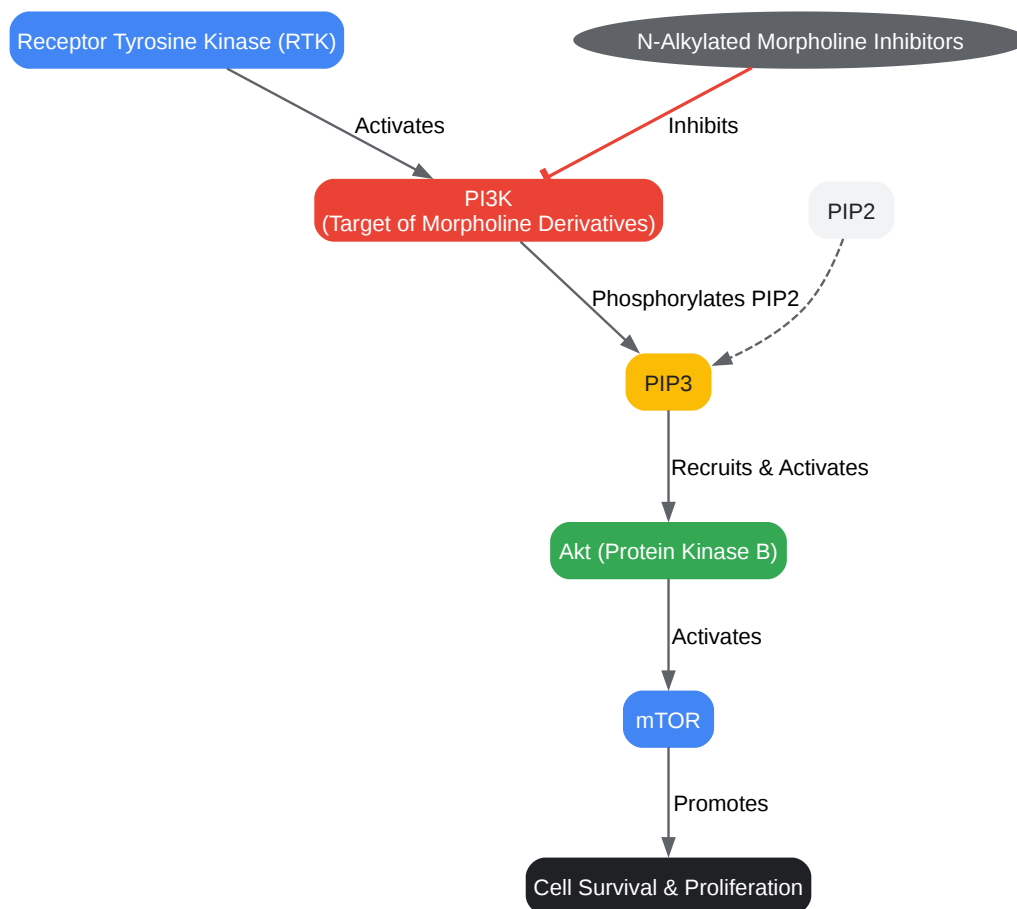 Receptor Tyrosine Kinase (RTK)
N-Alkylated Morpholine Inhibitors
Activates
Inhibits
PI3K
(Target of Morpholine Derivatives)
PIP2
Phosphorylates PIP2
PIP3
Recruits & Activates
Akt (Protein Kinase B)
Activates
mTOR
Promotes
Cell Survival & Proliferation